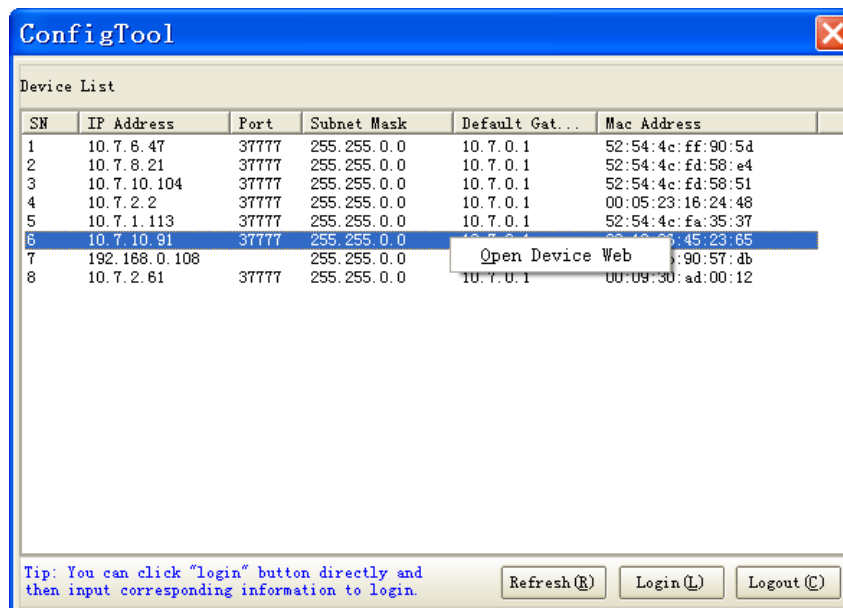 ConfigTool
Device List
SN IP Address Port Subnet Mask Default Gat... Mac Address
1 10.7.6.47 37777 255.255.0.0 10.7.0.1 52:54:4c:ff:90:5d
2 10.7.8.21 37777 255.255.0.0 10.7.0.1 52:54:4c:fd:58:e4
3 10.7.10.104 37777 255.255.0.0 10.7.0.1 52:54:4c:fd:58:51
4 10.7.2.2 37777 255.255.0.0 10.7.0.1 00:05:23:16:24:48
5 10.7.1.113 37777 255.255.0.0 10.7.0.1 52:54:4c:fa:35:37
6 10.7.10.91 37777 255.255.0.0 :45:23:65
Open Device Web
7 192.168.0.108 255.255.0.0 :90:57:db
8 10.7.2.61 37777 255.255.0.0 10.7.0.1 00:09:30:ad:00:12
Tip: You can click "login" button directly and
then input corresponding information to login.
Refresh(R) Login(L) Logout(C)